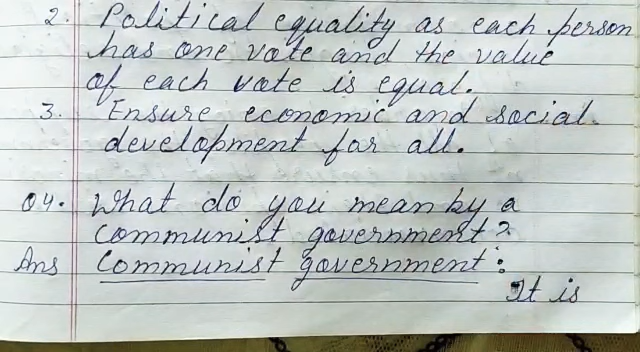 2. Political equality as each person
has one vote and the value
of each vote is equal.
3. Ensure economic and social
development for all.
Q4. What do you mean by a
communist government?
Ans Communist government:
It is